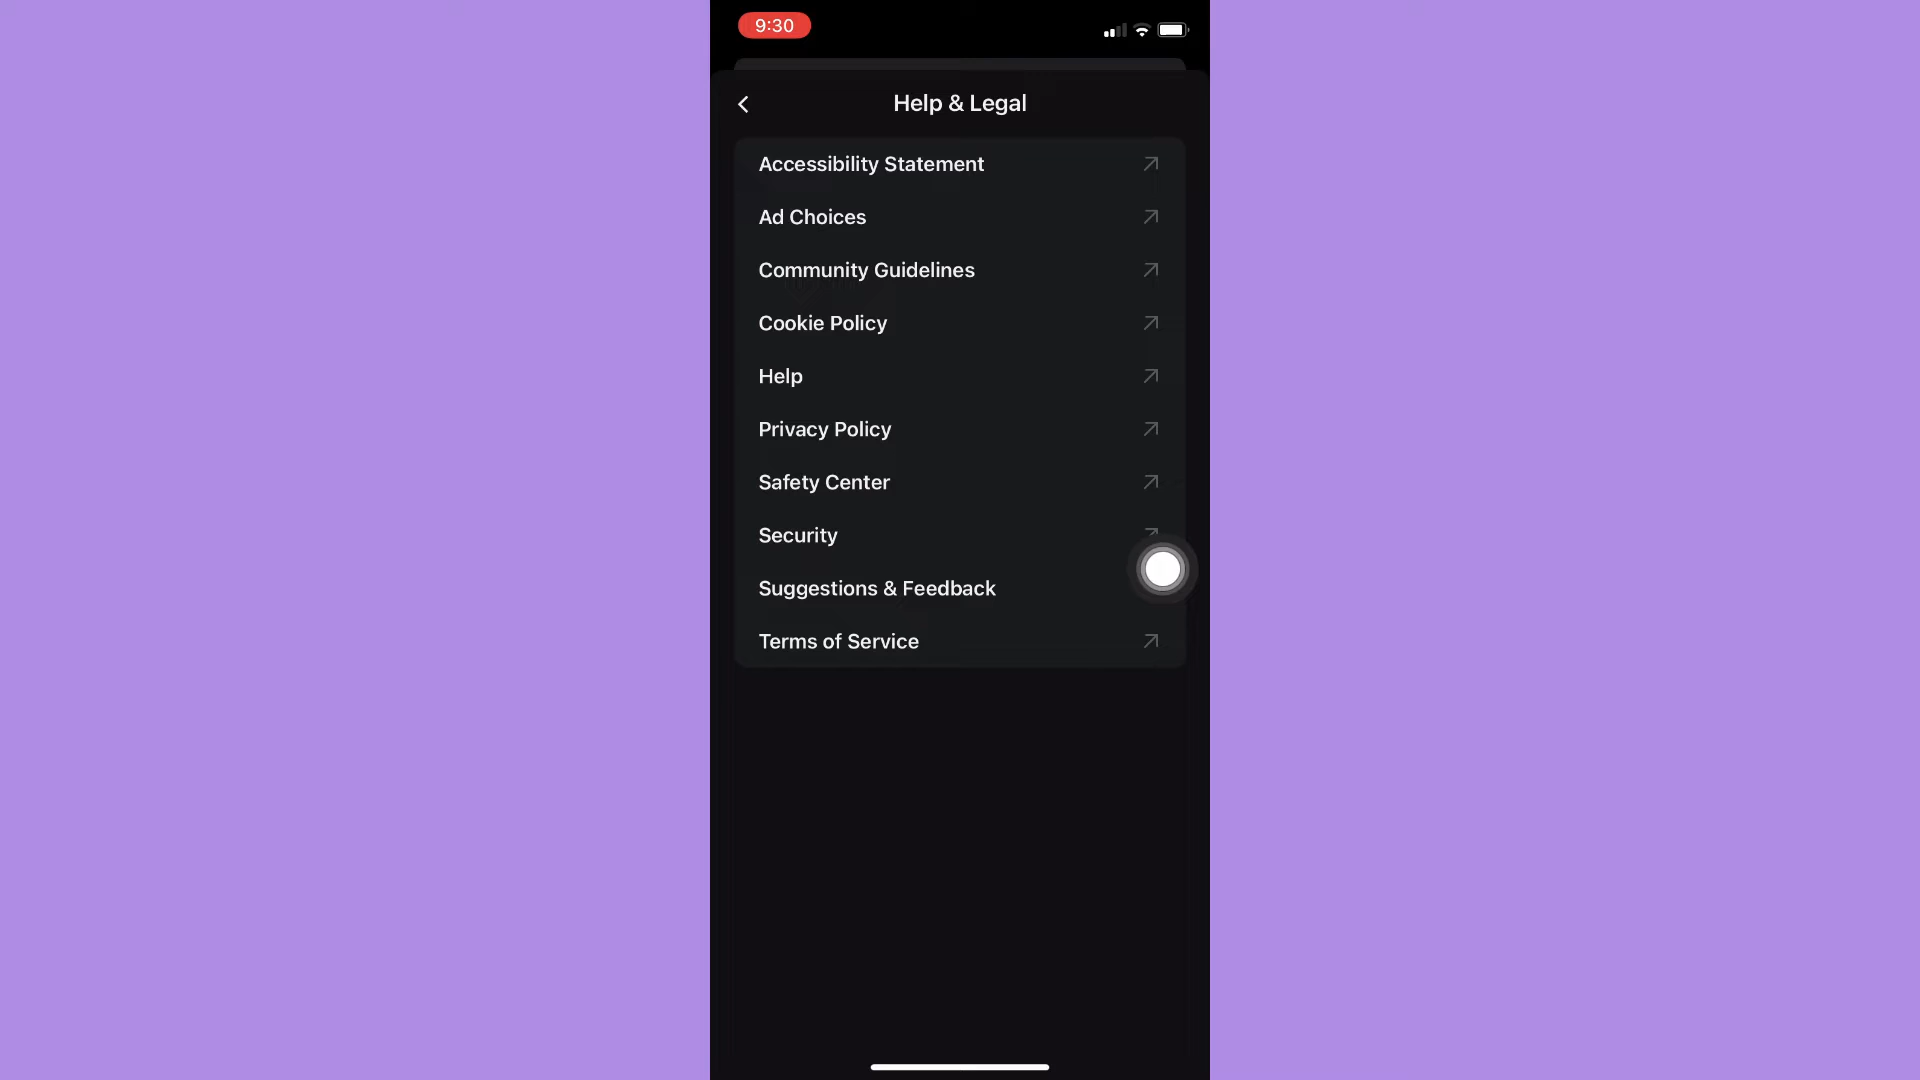 9:30
Help & Legal
Accessibility Statement
Ad Choices
Community Guidelines
Cookie Policy
Help
Privacy Policy
Safety Center
Security
Suggestions & Feedback
Terms of Service